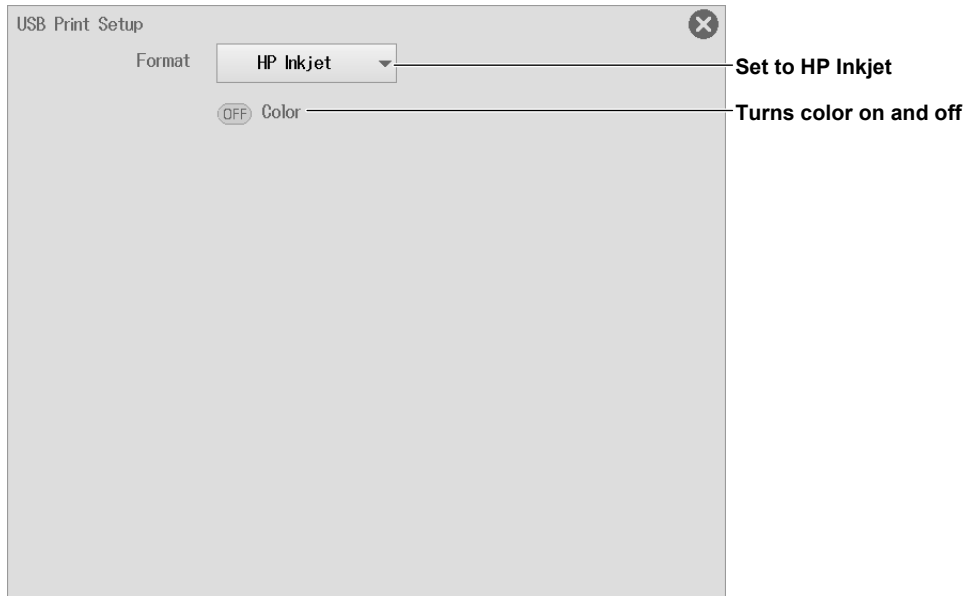 USB Print Setup
Format HP Inkjet Set to HP Inkjet
OFF Color Turns color on and off